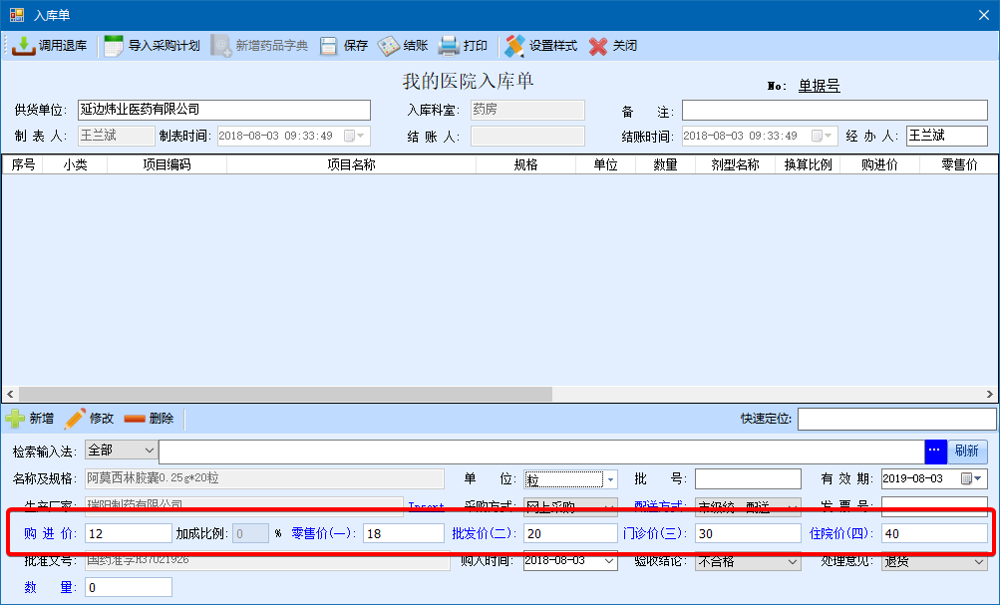 入库单
调用退库 导入采购计划 新增药品字典 保存 结账 打印 设置样式 关闭
我的医院入库单
No: 单据号
供货单位: 延边炜业医药有限公司 入库科室: 药房 备 注:
制 表 人: 王兰斌 制表时间: 2018-08-03 09:33:49 结 账 人: 结账时间: 2018-08-03 09:33:49 经 办 人: 王兰斌
序号 小类 项目编码 项目名称 规格 单位 数量 剂型名称 换算比例 购进价 零售价
新增 修改 删除 快速定位:
检索输入法: 全部 ... 刷新
名称及规格: 阿莫西林胶囊0.25g*20粒 单 位: 粒 批 号: 有 效 期: 2019-08-03
生产厂家: 瑞阳制药有限公司 Insert 采购方式: 网上采购 配送方式: 市级统一配送 发 票 号:
购 进 价: 12 加成比例: 0 % 零售价(一): 18 批发价(二): 20 门诊价(三): 30 住院价(四): 40
批准文号: 国药准字H37021926 购入时间: 2018-08-03 验收结论: 不合格 处理意见: 退货
数 量: 0